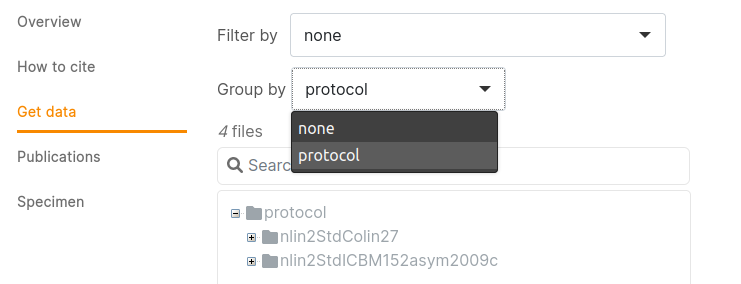 Overview
How to cite
Get data
Publications
Specimen
Filter by none
Group by protocol
none
protocol
4 files
Searc
protocol
nlin2StdColin27
nlin2StdICBM152asym2009c